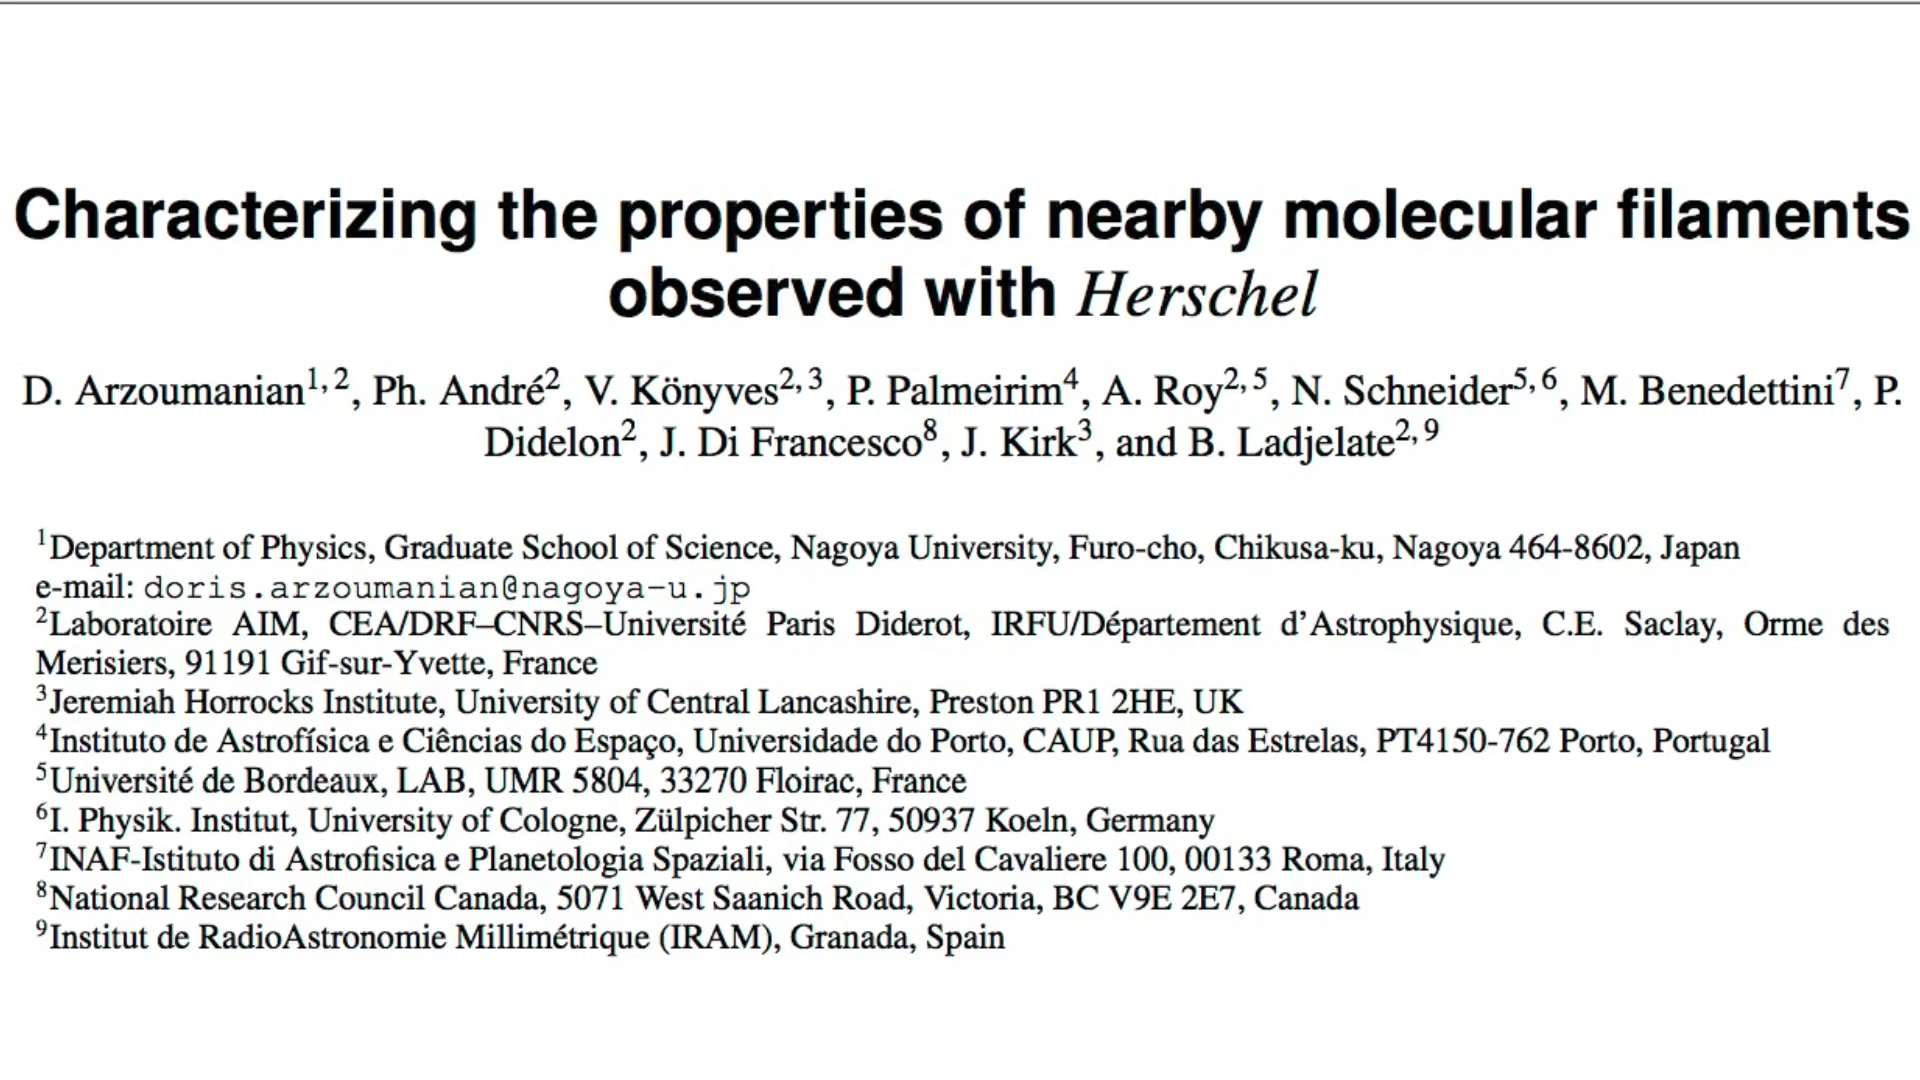 Characterizing the properties of nearby molecular filaments
observed with Herschel
D. Arzoumanian1, 2, Ph. André2, V. Könyves2, 3, P. Palmeirim4, A. Roy2, 5, N. Schneider5, 6, M. Benedettini7, P.
Didelon2, J. Di Francesco8, J. Kirk3, and B. Ladjelate2, 9
1Department of Physics, Graduate School of Science, Nagoya University, Furo-cho, Chikusa-ku, Nagoya 464-8602, Japan
e-mail: doris.arzoumanian@nagoya-u.jp
2Laboratoire AIM, CEA/DRF–CNRS–Université Paris Diderot, IRFU/Département d'Astrophysique, C.E. Saclay, Orme des
Merisiers, 91191 Gif-sur-Yvette, France
3Jeremiah Horrocks Institute, University of Central Lancashire, Preston PR1 2HE, UK
4Instituto de Astrofísica e Ciências do Espaço, Universidade do Porto, CAUP, Rua das Estrelas, PT4150-762 Porto, Portugal
5Université de Bordeaux, LAB, UMR 5804, 33270 Floirac, France
6I. Physik. Institut, University of Cologne, Zülpicher Str. 77, 50937 Koeln, Germany
7INAF-Istituto di Astrofisica e Planetologia Spaziali, via Fosso del Cavaliere 100, 00133 Roma, Italy
8National Research Council Canada, 5071 West Saanich Road, Victoria, BC V9E 2E7, Canada
9Institut de RadioAstronomie Millimétrique (IRAM), Granada, Spain